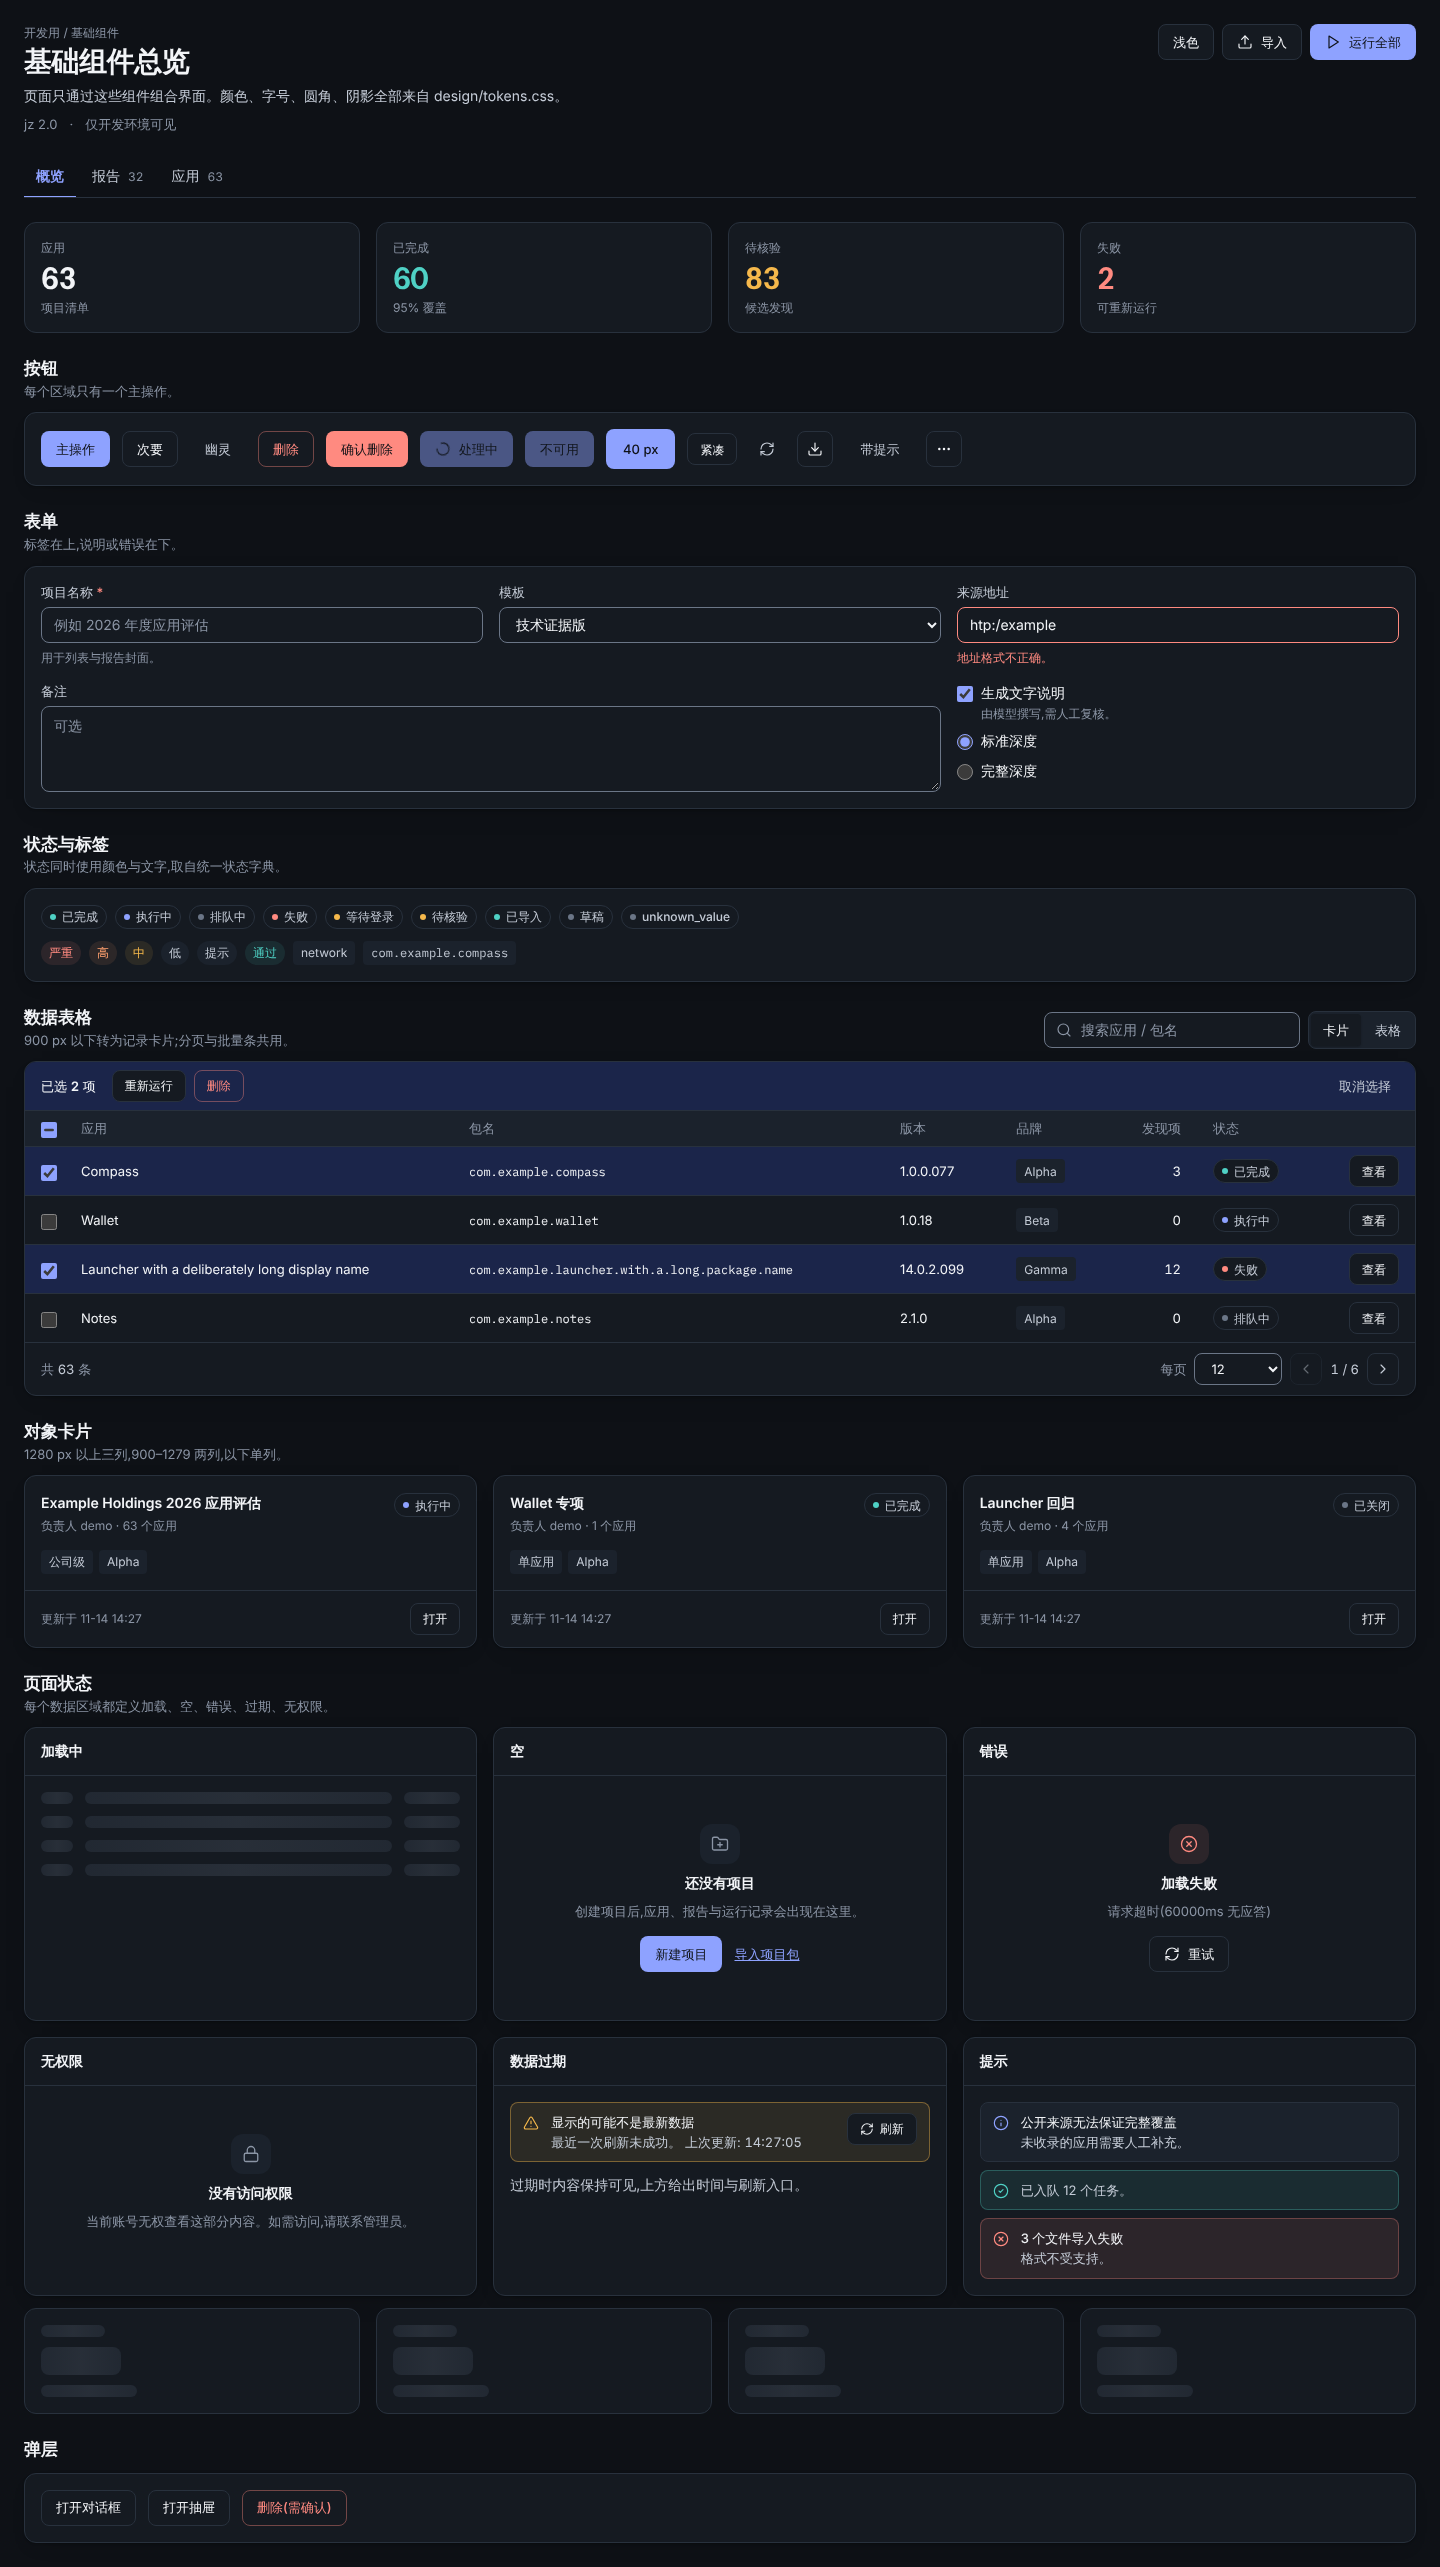 开发用 / 基础组件
基础组件总览
浅色 导入 运行全部
页面只通过这些组件组合界面。颜色、字号、圆角、阴影全部来自 design/tokens.css。
jz 2.0 · 仅开发环境可见
概览 报告 32 应用 63
应用 已完成 待核验 失败
63 60 83 2
项目清单 95% 覆盖 候选发现 可重新运行
按钮
每个区域只有一个主操作。
主操作 次要 幽灵 删除 确认删除 处理中 不可用 40 px 紧凑 带提示
表单
标签在上,说明或错误在下。
项目名称 * 模板 来源地址
例如 2026 年度应用评估 技术证据版 htp:/example
用于列表与报告封面。 地址格式不正确。
备注
可选
生成文字说明
由模型撰写,需人工复核。
标准深度
完整深度
状态与标签
状态同时使用颜色与文字,取自统一状态字典。
已完成 执行中 排队中 失败 等待登录 待核验 已导入 草稿 unknown_value
严重 高 中 低 提示 通过 network com.example.compass
数据表格
900 px 以下转为记录卡片;分页与批量条共用。
搜索应用 / 包名 卡片 表格
已选 2 项 重新运行 删除 取消选择
应用 包名 版本 品牌 发现项 状态
Compass com.example.compass 1.0.0.077 Alpha 3 已完成 查看
Wallet com.example.wallet 1.0.18 Beta 0 执行中 查看
Launcher with a deliberately long display name com.example.launcher.with.a.long.package.name 14.0.2.099 Gamma 12 失败 查看
Notes com.example.notes 2.1.0 Alpha 0 排队中 查看
共 63 条 每页 12 1 / 6
对象卡片
1280 px 以上三列,900–1279 两列,以下单列。
Example Holdings 2026 应用评估 执行中
负责人 demo · 63 个应用
公司级 Alpha
更新于 11-14 14:27 打开
Wallet 专项 已完成
负责人 demo · 1 个应用
单应用 Alpha
更新于 11-14 14:27 打开
Launcher 回归 已关闭
负责人 demo · 4 个应用
单应用 Alpha
更新于 11-14 14:27 打开
页面状态
每个数据区域都定义加载、空、错误、过期、无权限。
加载中
空
还没有项目
创建项目后,应用、报告与运行记录会出现在这里。
新建项目 导入项目包
错误
加载失败
请求超时(60000ms 无应答)
重试
无权限
没有访问权限
当前账号无权查看这部分内容。如需访问,请联系管理员。
数据过期
显示的可能不是最新数据
最近一次刷新未成功。 上次更新: 14:27:05
刷新
过期时内容保持可见,上方给出时间与刷新入口。
提示
公开来源无法保证完整覆盖
未收录的应用需要人工补充。
已入队 12 个任务。
3 个文件导入失败
格式不受支持。
弹层
打开对话框 打开抽屉 删除(需确认)